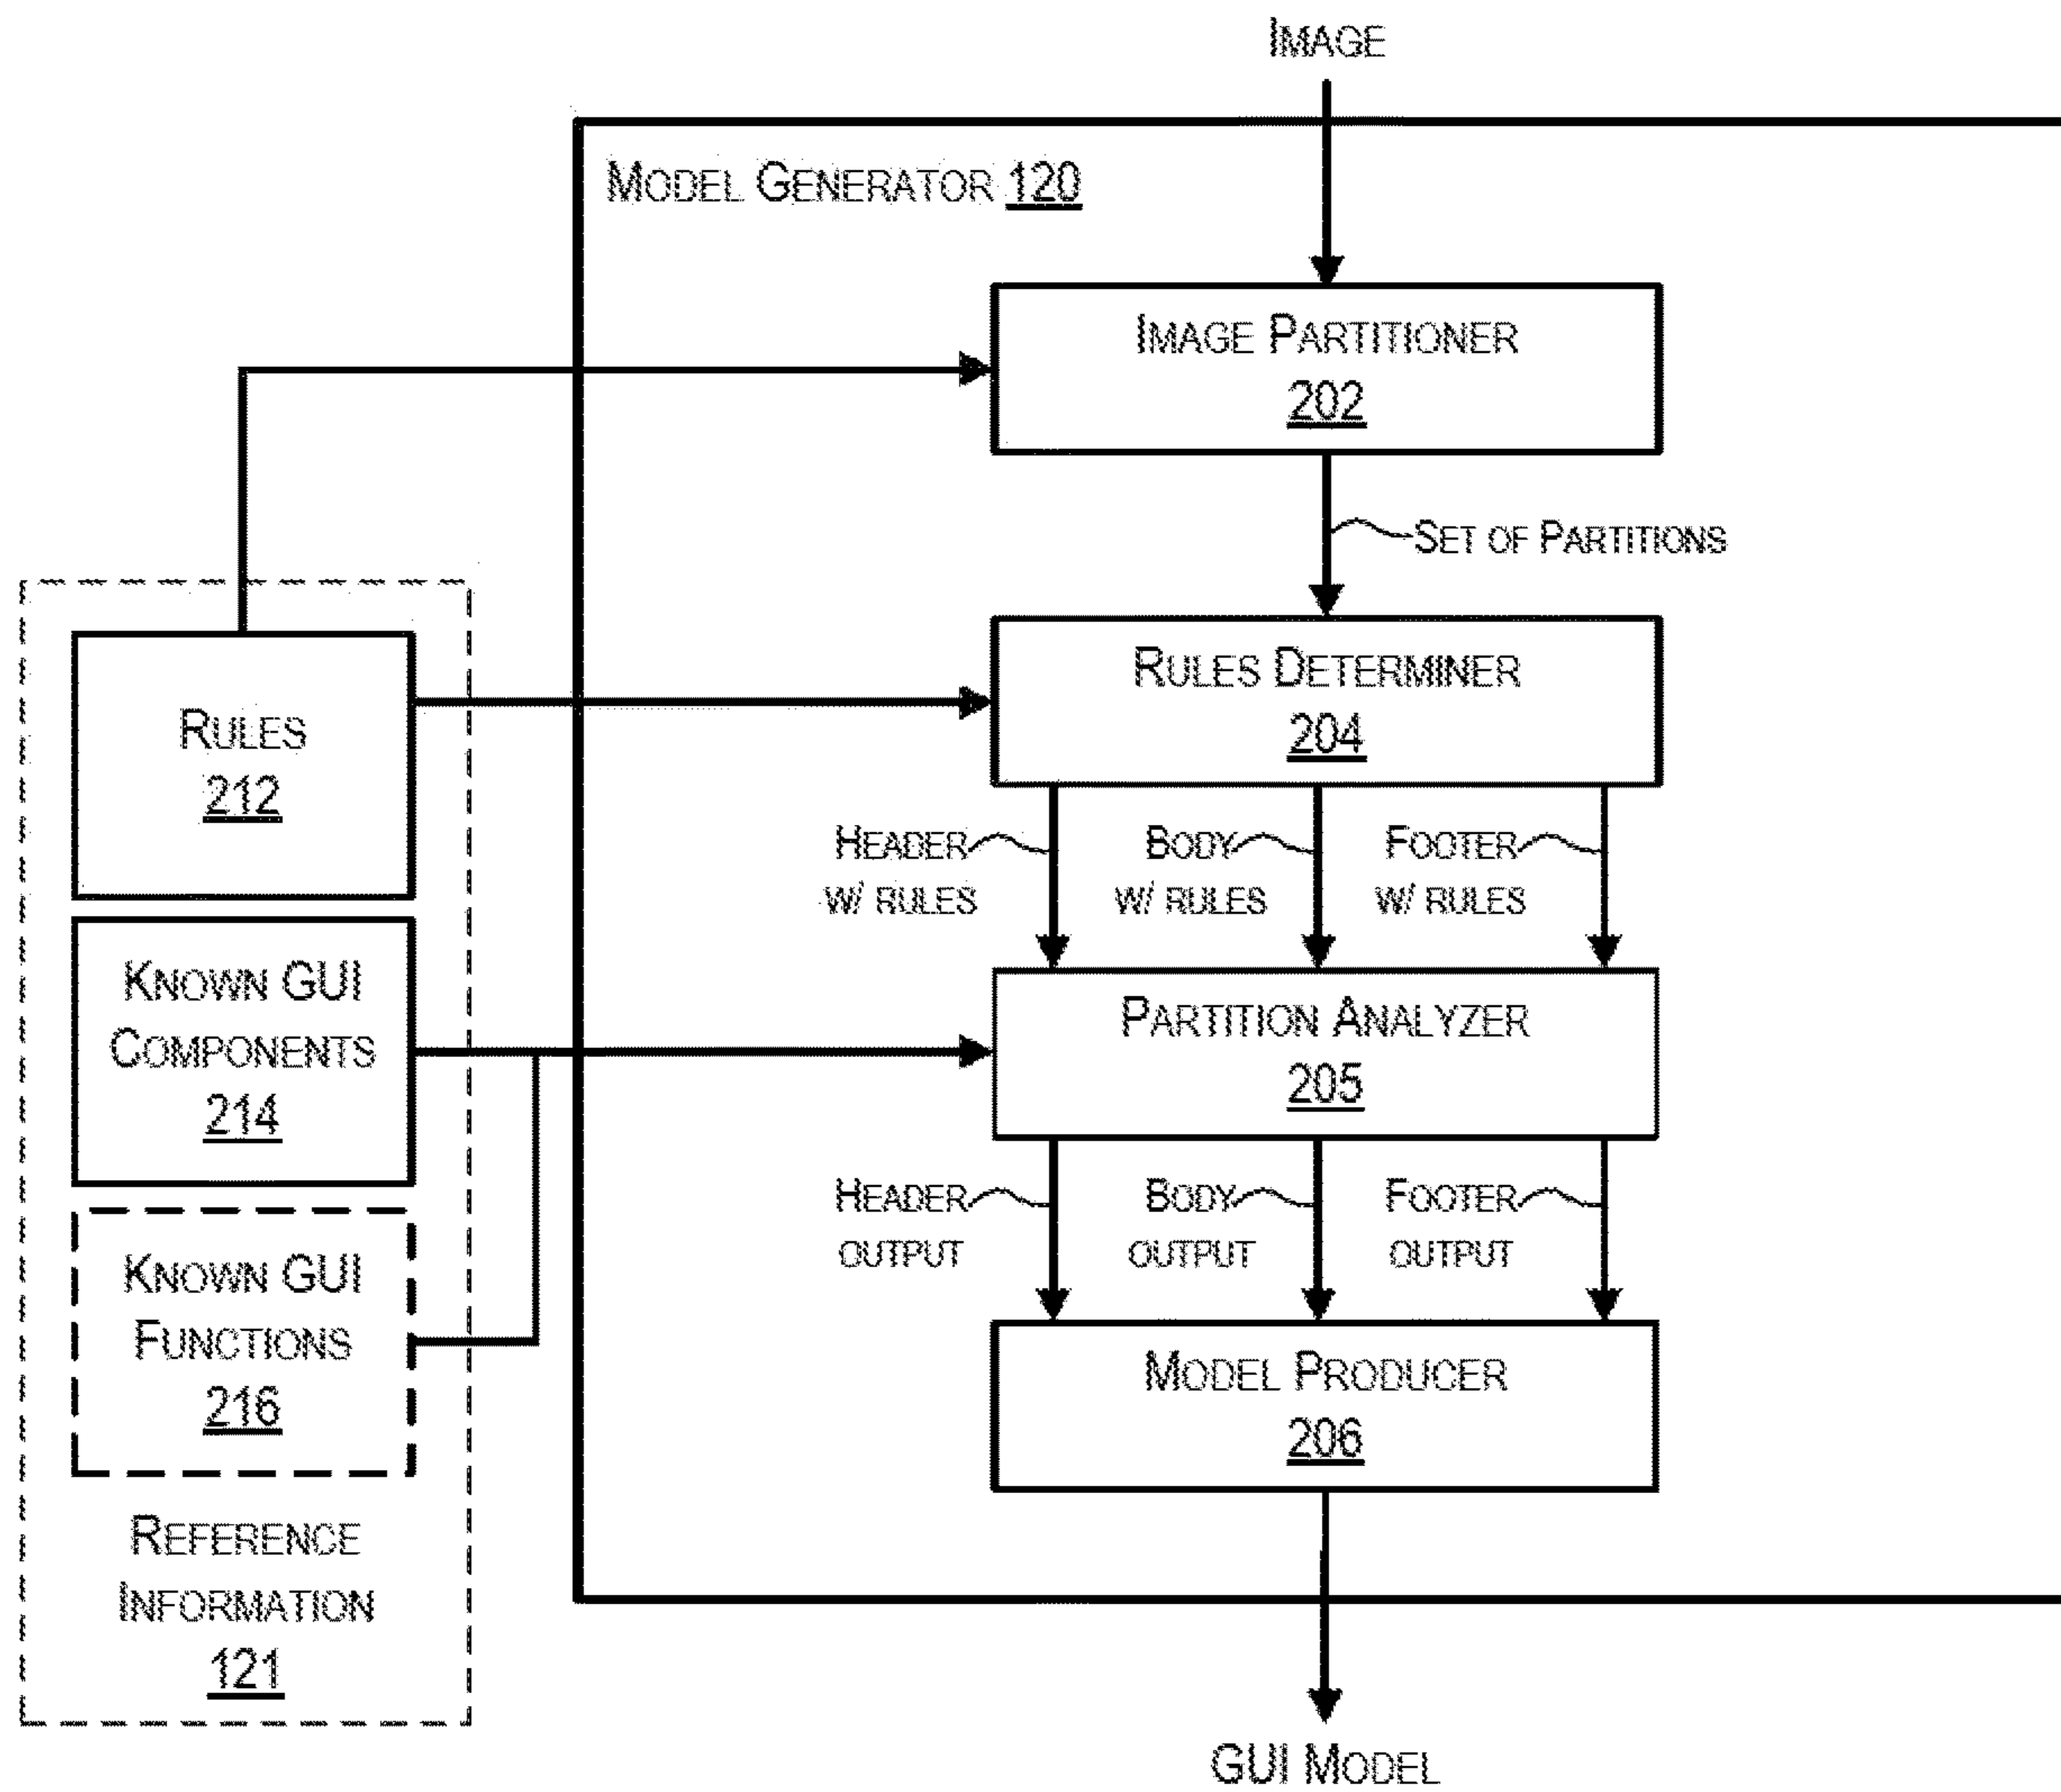 IMAGE
MODEL GENERATOR 120
IMAGE PARTITIONER
202
SET OF PARTITIONS
RULES DETERMINER
204
RULES
212
HEADER
W/ RULES
BODY
W/ RULES
FOOTER
W/ RULES
KNOWN GUI
COMPONENTS
214
PARTITION ANALYZER
205
HEADER
OUTPUT
BODY
OUTPUT
FOOTER
OUTPUT
KNOWN GUI
FUNCTIONS
216
MODEL PRODUCER
206
REFERENCE
INFORMATION
121
GUI MODEL